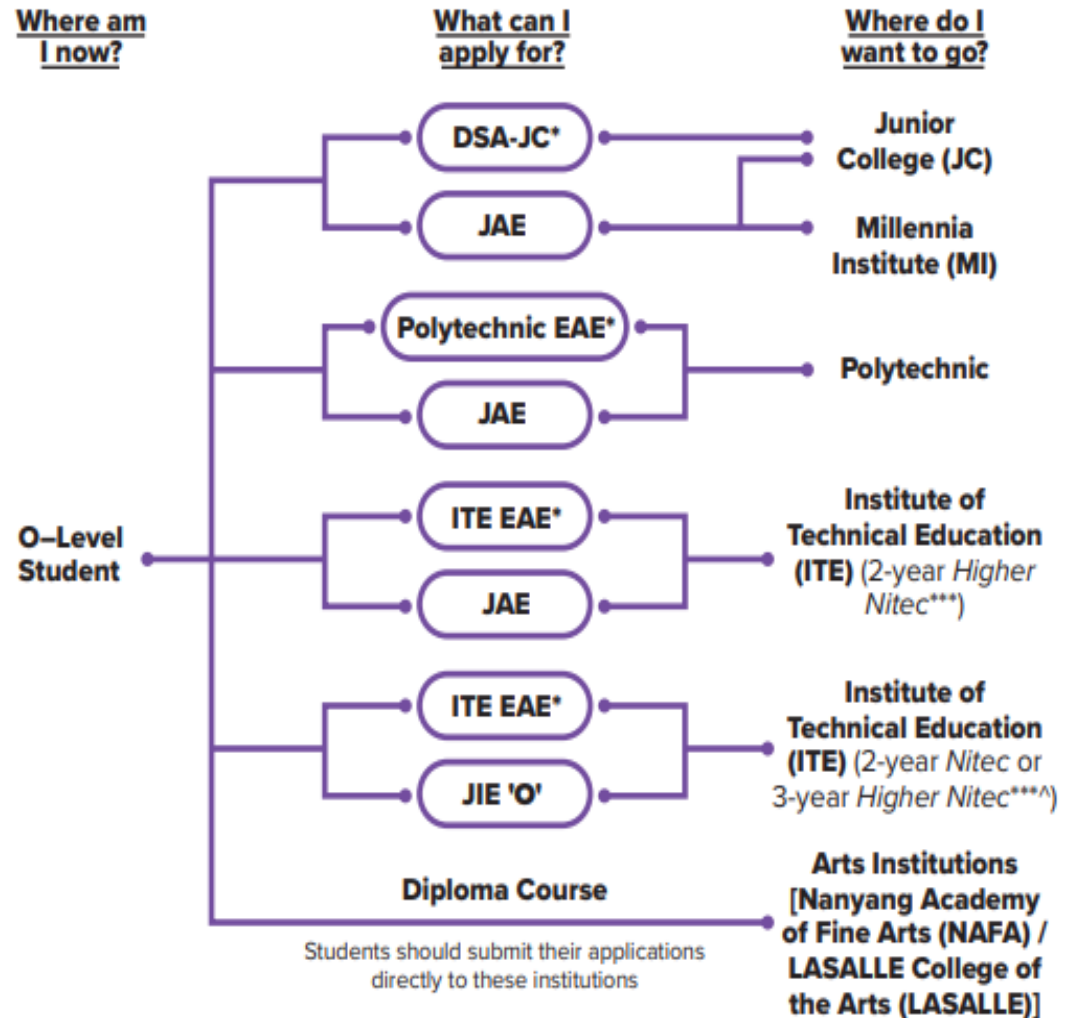 Where am
I now?
What can I
apply for?
Where do I
want to go?
DSA-JC*
Junior
College (JC)
JAE
Millennia
Institute (MI)
Polytechnic EAE*
Polytechnic
JAE
O–Level
Student
ITE EAE*
JAE
Institute of
Technical Education
(ITE) (2-year Higher
Nitec***)
ITE EAE*
JIE 'O'
Institute of
Technical Education
(ITE) (2-year Nitec or
3-year Higher Nitec***^)
Diploma Course
Students should submit their applications
directly to these institutions
Arts Institutions
[Nanyang Academy
of Fine Arts (NAFA) /
LASALLE College of
the Arts (LASALLE)]